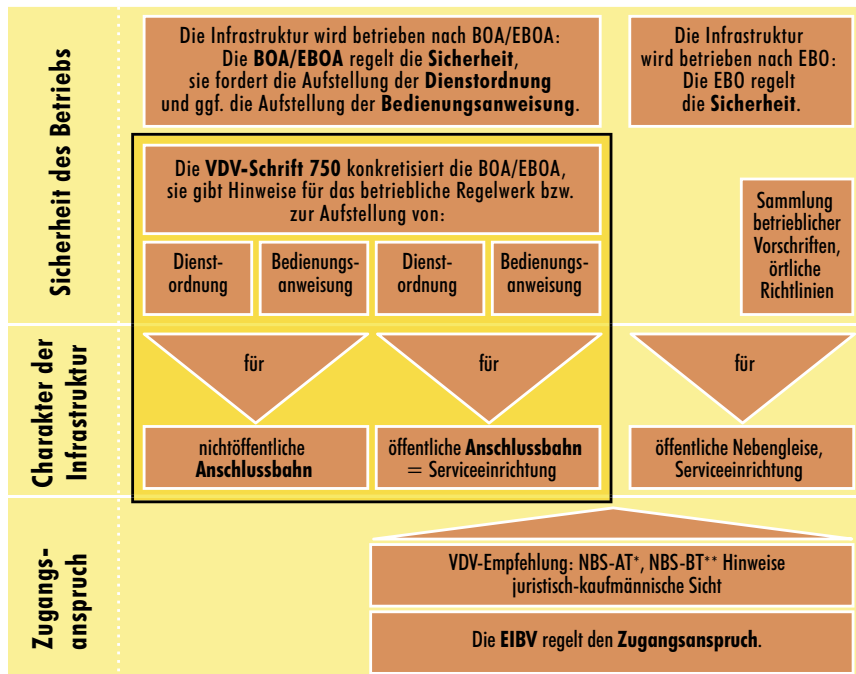 Sicherheit des Betriebs
Die Infrastruktur wird betrieben nach BOA/EBOA:
Die BOA/EBOA regelt die Sicherheit,
sie fordert die Aufstellung der Dienstordnung
und ggf. die Aufstellung der Bedienungsanweisung.
Die Infrastruktur
wird betrieben nach EBO:
Die EBO regelt
die Sicherheit.
Die VDV-Schrift 750 konkretisiert die BOA/EBOA,
sie gibt Hinweise für das betriebliche Regelwerk bzw.
zur Aufstellung von:
Dienst-
ordnung
Bedienungs-
anweisung
Dienst-
ordnung
Bedienungs-
anweisung
Sammlung
betrieblicher
Vorschriften,
örtliche
Richtlinien
Charakter der
Infrastruktur
für
für
für
nichtöffentliche
Anschlussbahn
öffentliche Anschlussbahn
= Serviceeinrichtung
öffentliche Nebengleise,
Serviceeinrichtung
Zugangs-
anspruch
VDV-Empfehlung: NBS-AT*, NBS-BT** Hinweise
juristisch-kaufmännische Sicht
Die EIBV regelt den Zugangsanspruch.